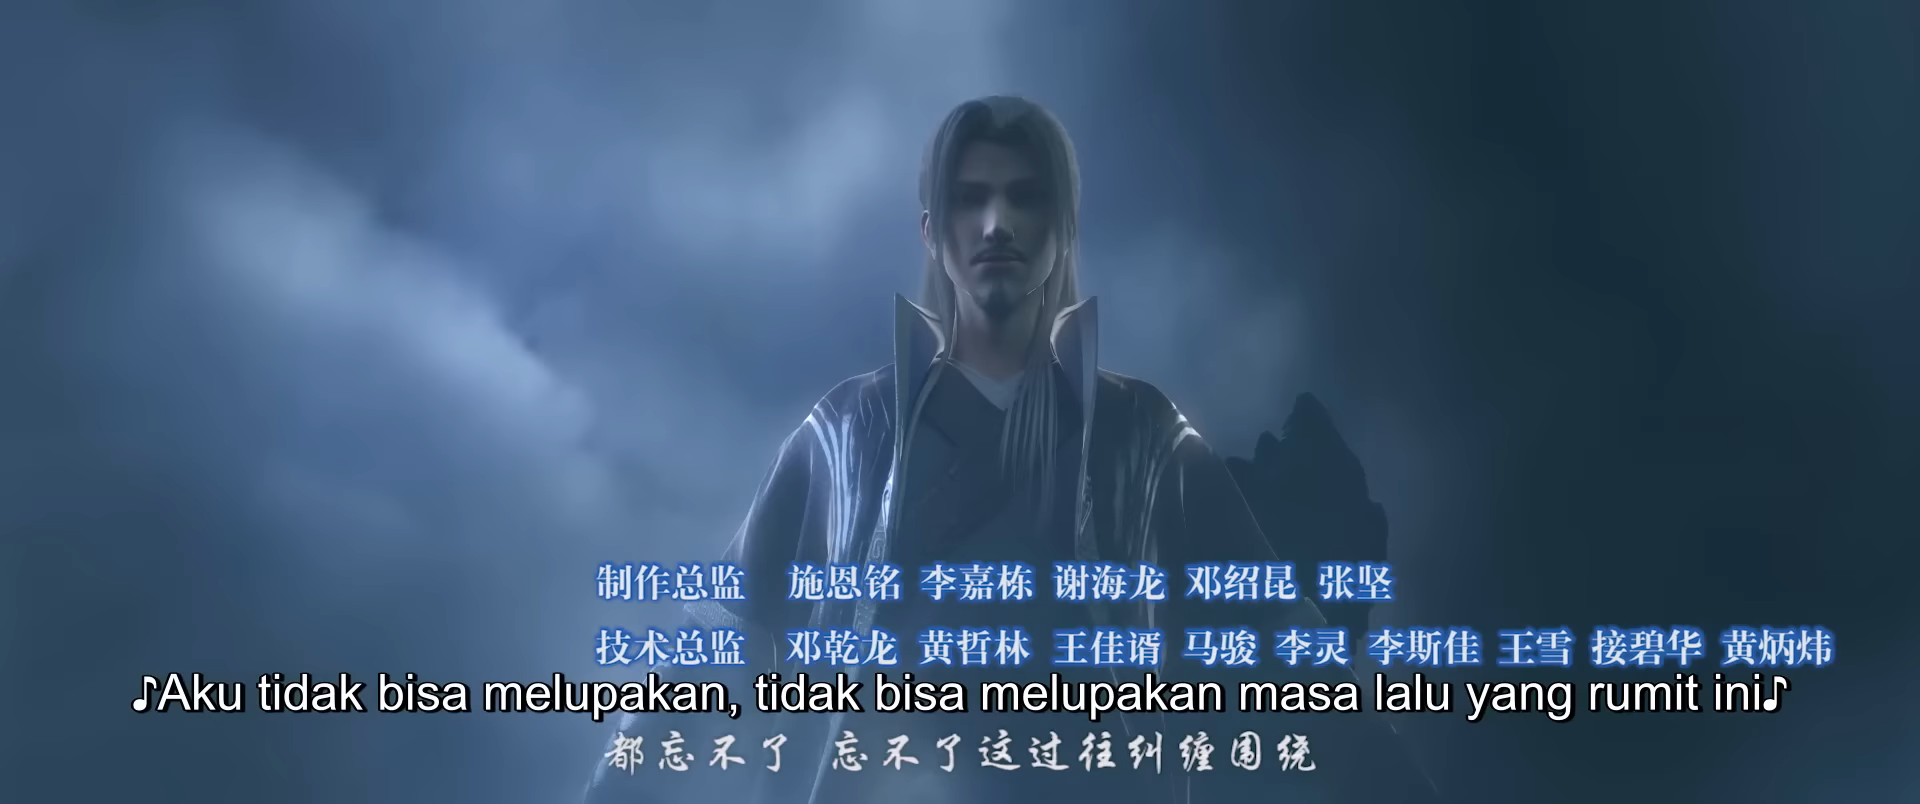 制作总监 施恩铭 李嘉栋 谢海龙 邓绍昆 张坚
技术总监 邓乾龙 黄哲林 王佳谞 马骏 李灵 李斯佳 王雪 接碧华 黄炳炜
♪Aku tidak bisa melupakan, tidak bisa melupakan masa lalu yang rumit ini♪
都忘不了 忘不了这过往纠缠围绕